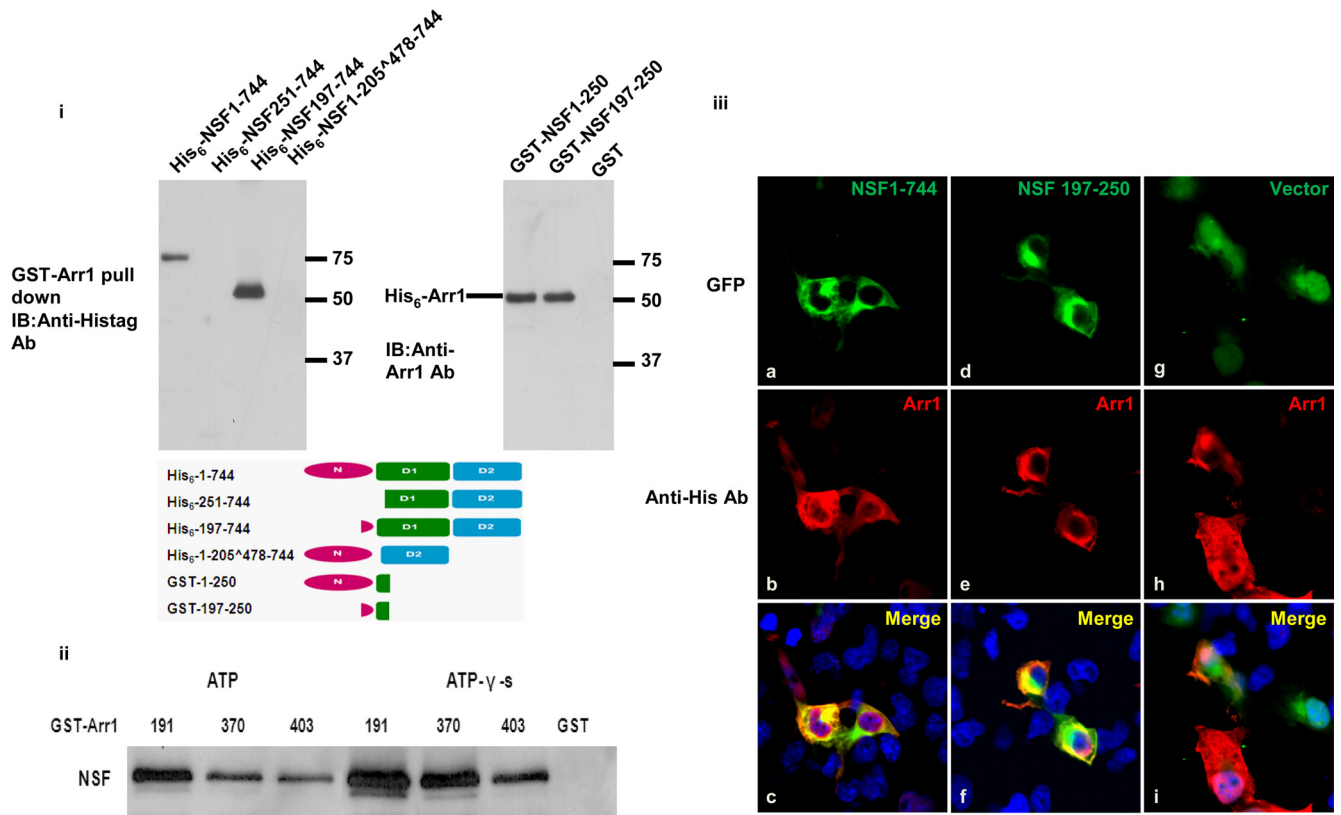 i
His6-NSF1-744
His6-NSF251-744
His6-NSF197-744
His6-NSF1-205^478-744
GST-Arr1 pull
down
IB:Anti-Histag
Ab
75
50
37
GST-NSF1-250
GST-NSF197-250
GST
His6-Arr1
IB:Anti-
Arr1 Ab
75
50
37
His6-1-744
N D1 D2
His6-251-744
D1 D2
His6-197-744
D1 D2
His6-1-205^478-744
N D2
GST-1-250
N
GST-197-250
ii
ATP ATP-γ-s
GST-Arr1 191 370 403 191 370 403 GST
NSF
iii
NSF1-744 NSF 197-250 Vector
GFP
a d g
Arr1 Arr1 Arr1
Anti-His Ab
b e h
Merge Merge Merge
c f i